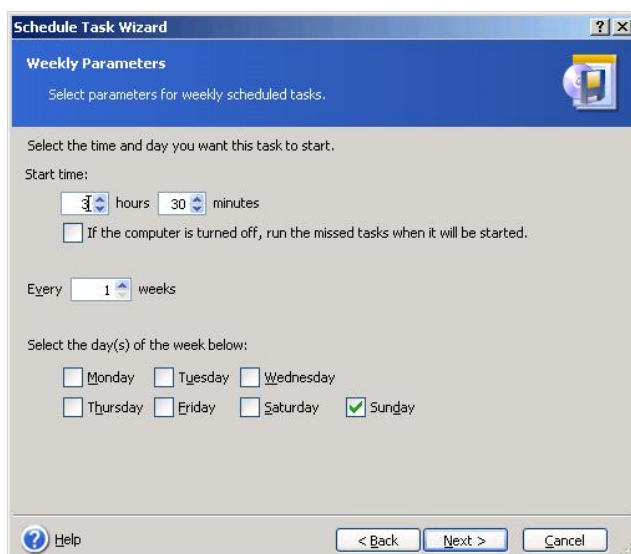 Schedule Task Wizard
Weekly Parameters
Select parameters for weekly scheduled tasks.
Select the time and day you want this task to start.
Start time:
3 hours 30 minutes
If the computer is turned off, run the missed tasks when it will be started.
Every 1 weeks
Select the day(s) of the week below:
Monday Tuesday Wednesday
Thursday Friday Saturday Sunday
Help < Back Next > Cancel